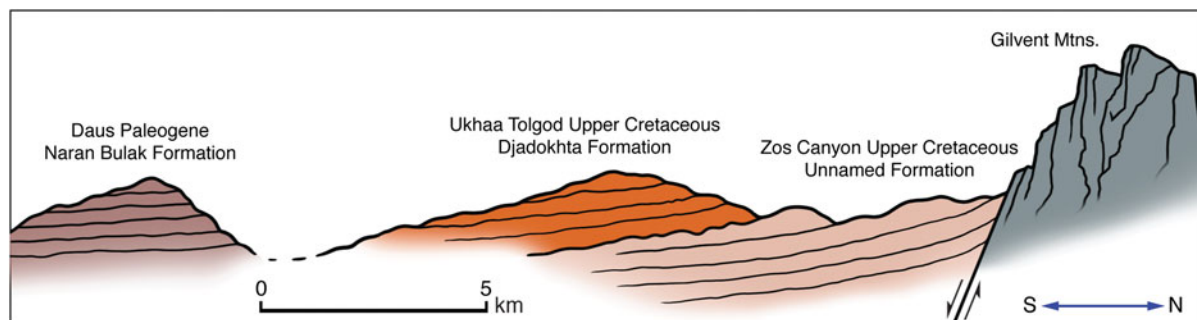 Gilvent Mtns.
Daus Paleogene
Naran Bulak Formation
Ukhaa Tolgod Upper Cretaceous
Djadokhta Formation
Zos Canyon Upper Cretaceous
Unnamed Formation
0 5
km
S N